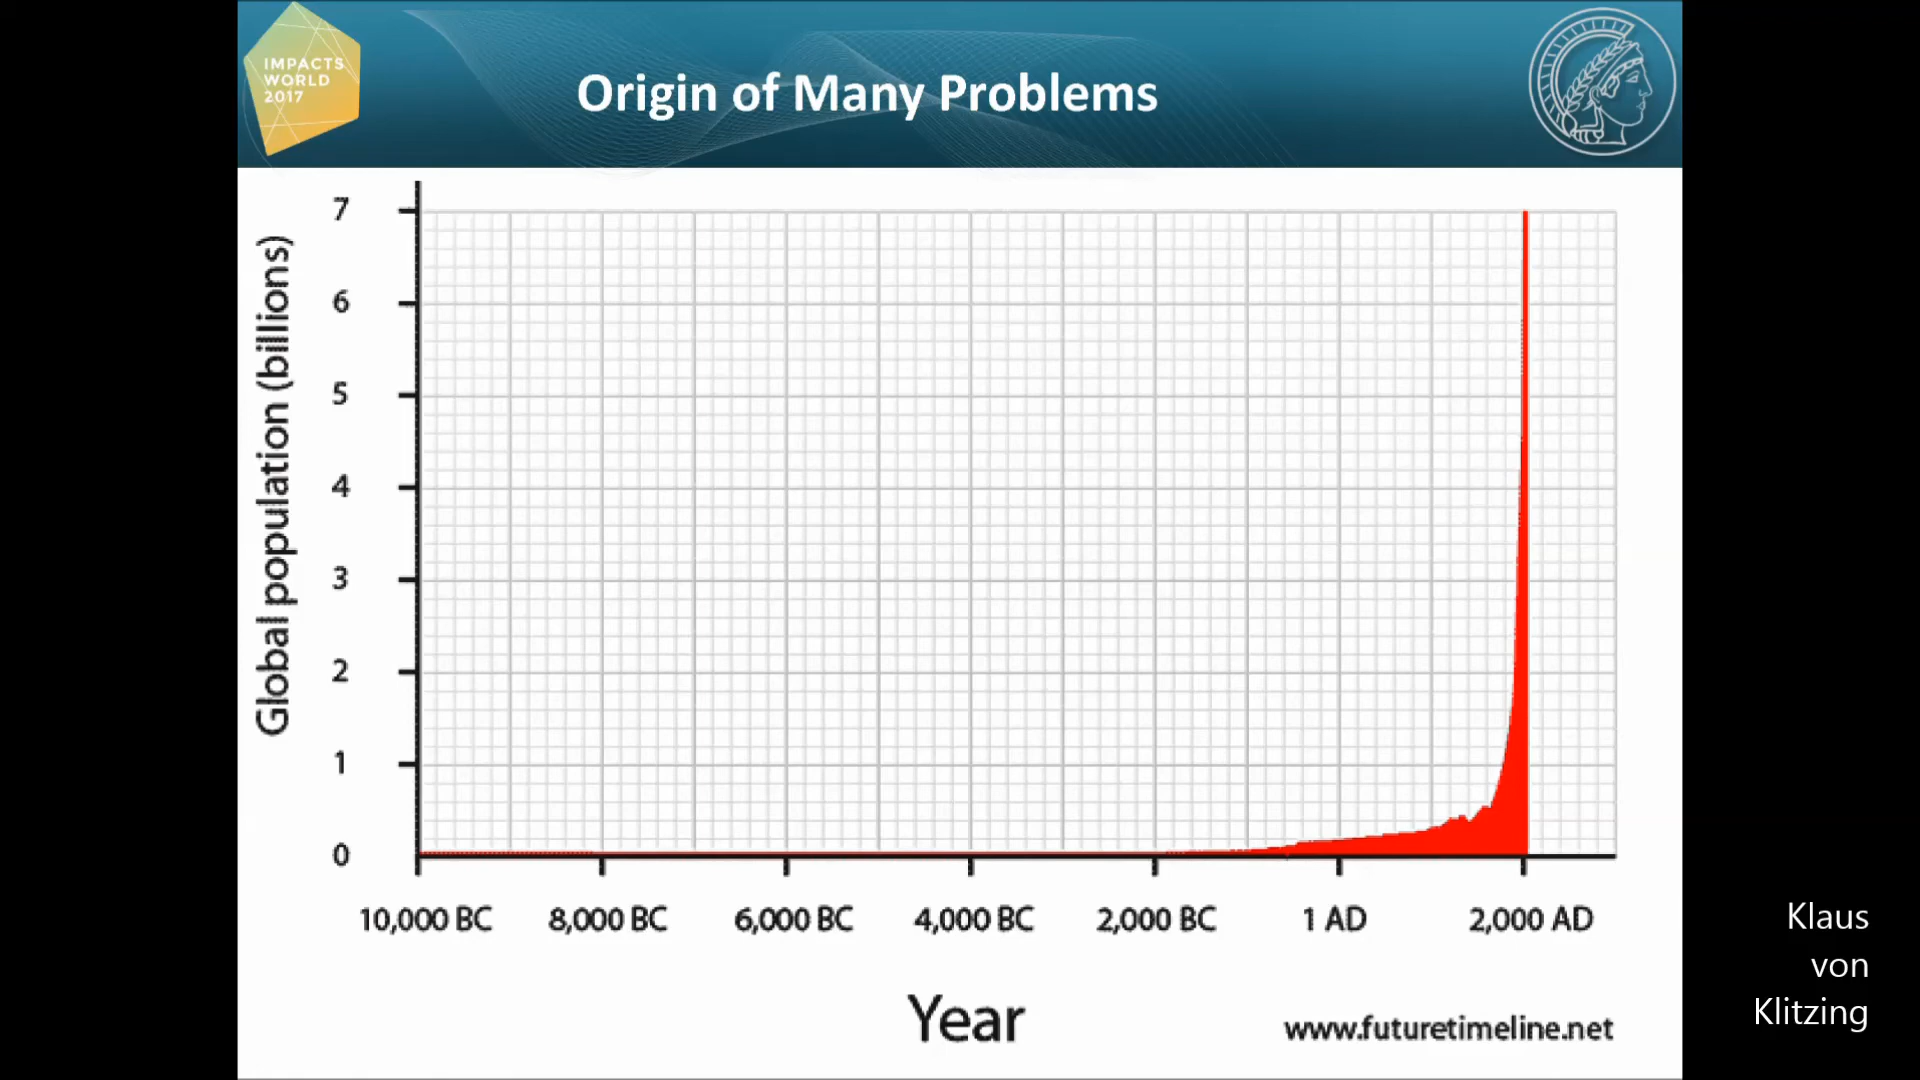 IMPACTS
WORLD
2017
Origin of Many Problems
Global population (billions)
7
6
5
4
3
2
1
0
10,000 BC
8,000 BC
6,000 BC
4,000 BC
2,000 BC
1 AD
2,000 AD
Year
www.futuretimeline.net
Klaus
von
Klitzing